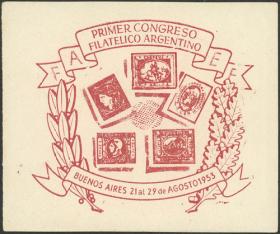 PRIMER CONGRESO
FILATELICO ARGENTINO
F A E F
BUENOS AIRES 21 al 29 de AGOSTO 1953